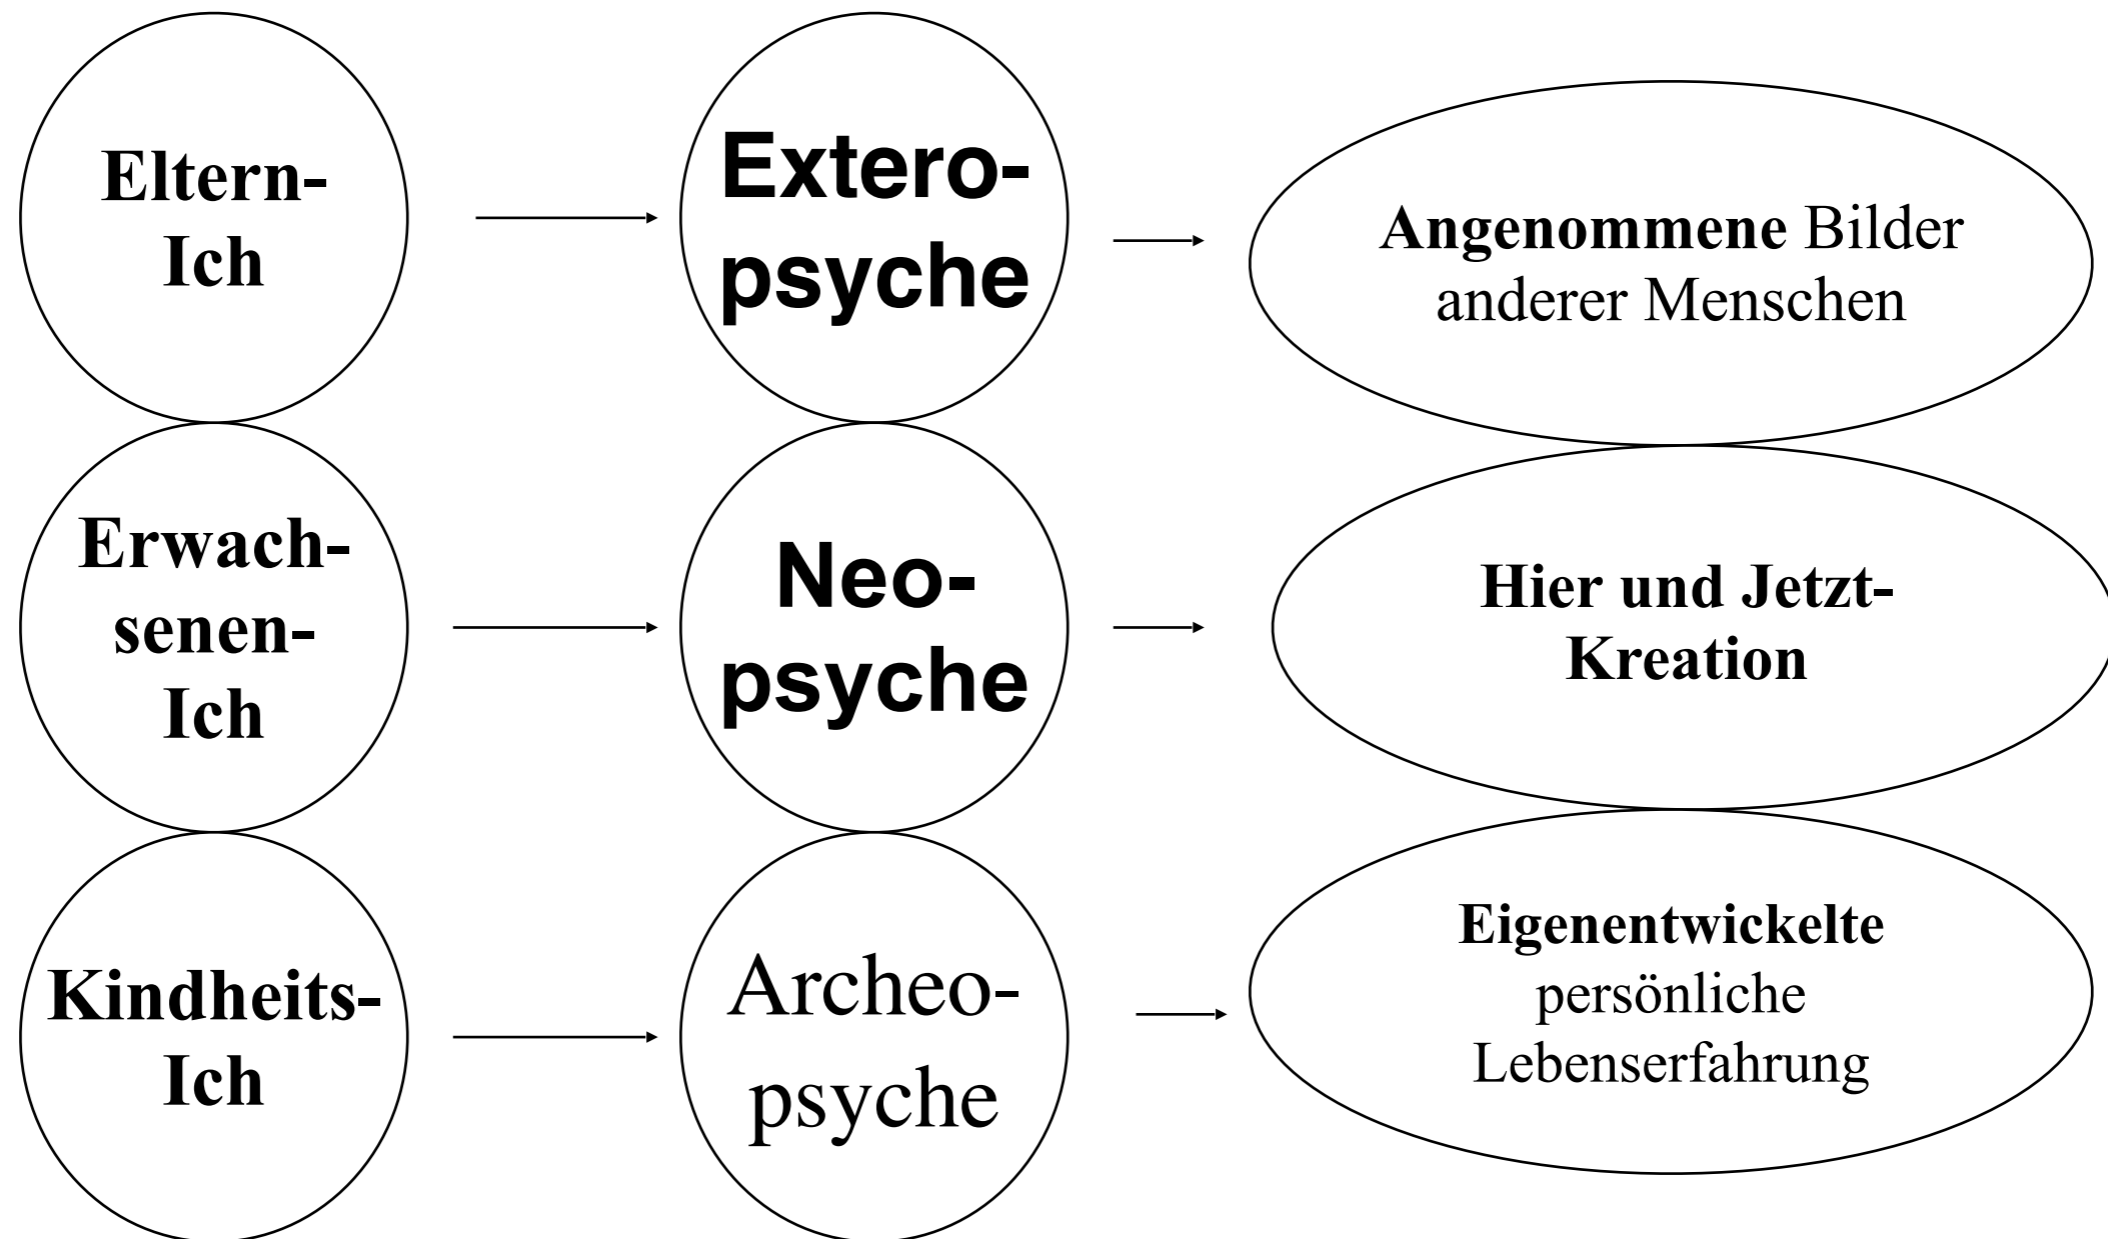 Eltern-
Ich
Extero-
psyche
Angenommene Bilder
anderer Menschen
Erwach-
senen-
Ich
Neo-
psyche
Hier und Jetzt-
Kreation
Kindheits-
Ich
Archeo-
psyche
Eigenentwickelte
persönliche
Lebenserfahrung